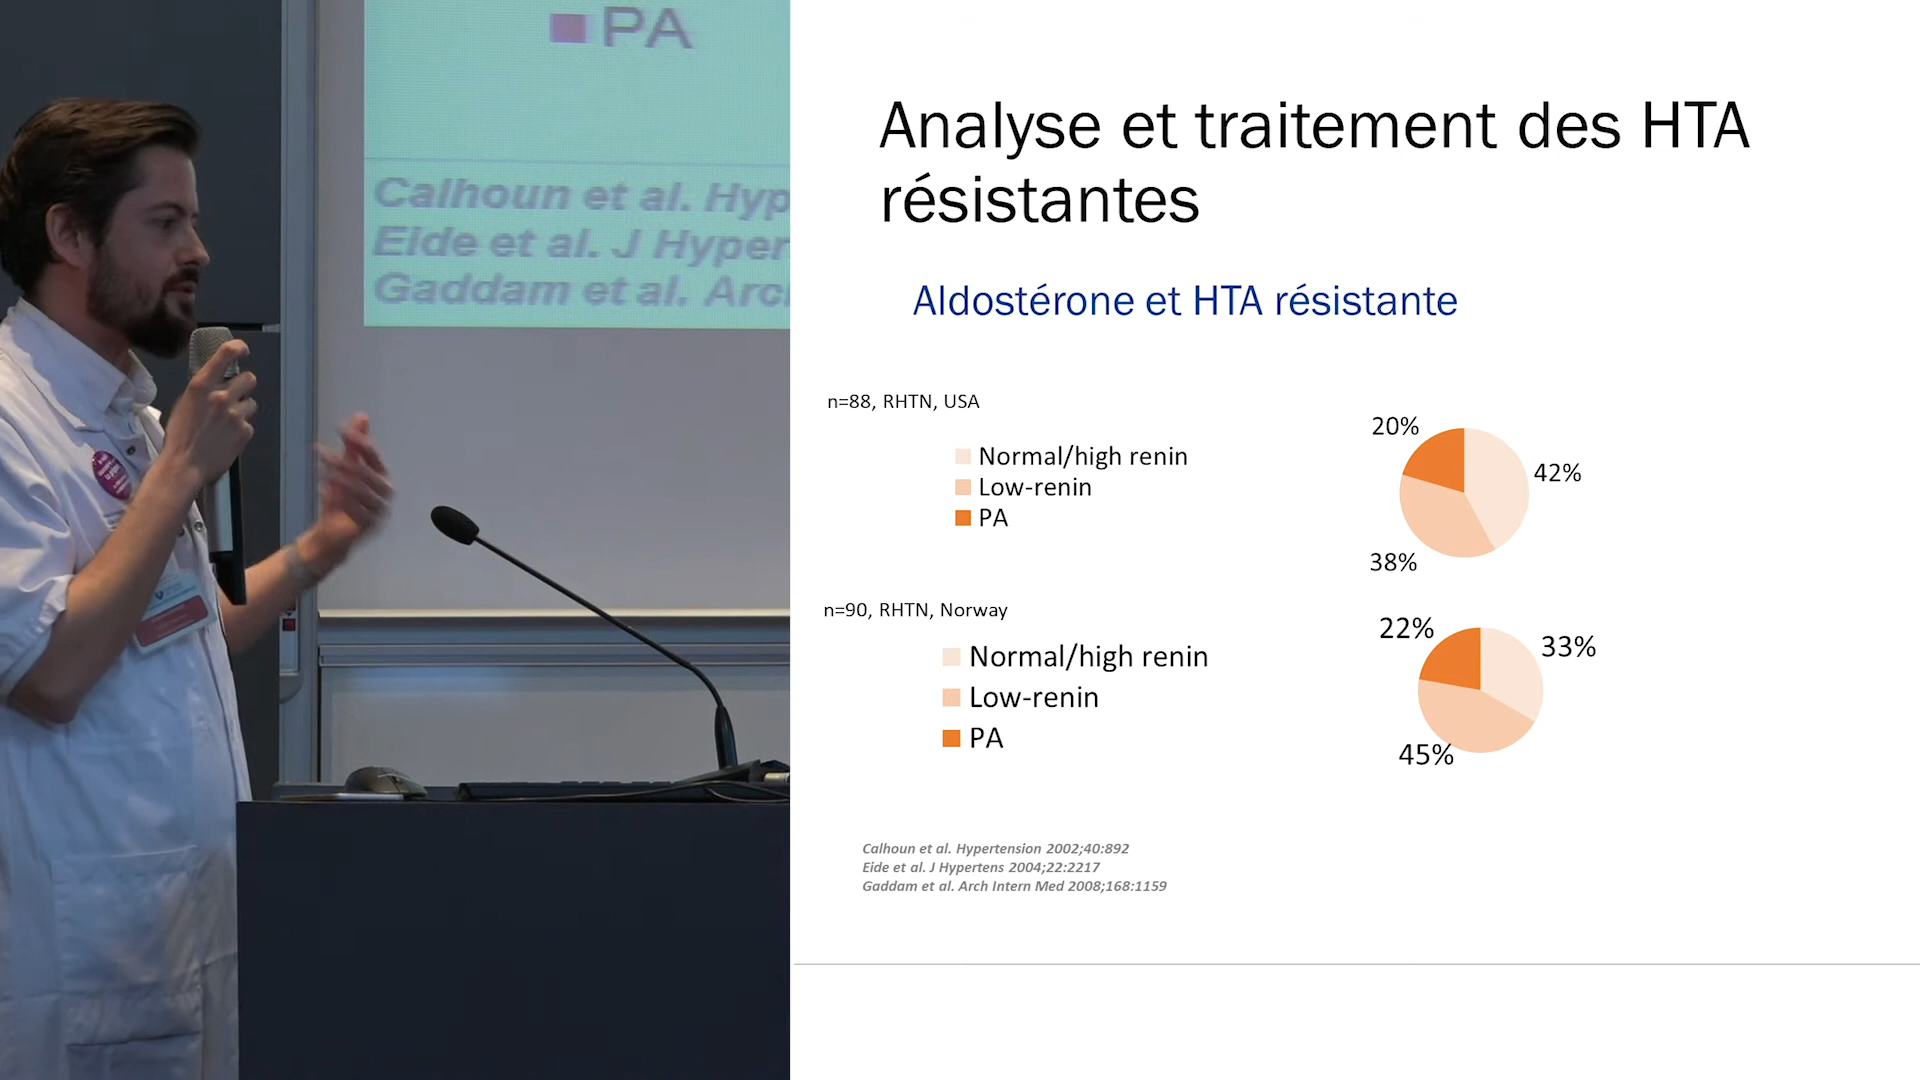 PA
Calhoun et al. Hyp
Eide et al. J Hyper
Gaddam et al. Arc
Analyse et traitement des HTA
résistantes
Aldostérone et HTA résistante
n=88, RHTN, USA
Normal/high renin
Low-renin
PA
20%
42%
38%
n=90, RHTN, Norway
Normal/high renin
Low-renin
PA
22%
33%
45%
Calhoun et al. Hypertension 2002;40:892
Eide et al. J Hypertens 2004;22:2217
Gaddam et al. Arch Intern Med 2008;168:1159